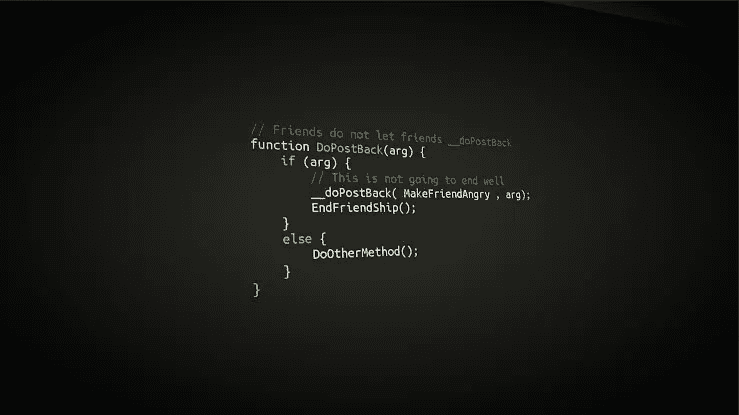 // Friends do not let friends __doPostBack
function DoPostBack(arg) {
if (arg) {
// This is not going to end well
__doPostBack( MakeFriendAngry , arg);
EndFriendShip();
}
else {
DoOtherMethod();
}
}